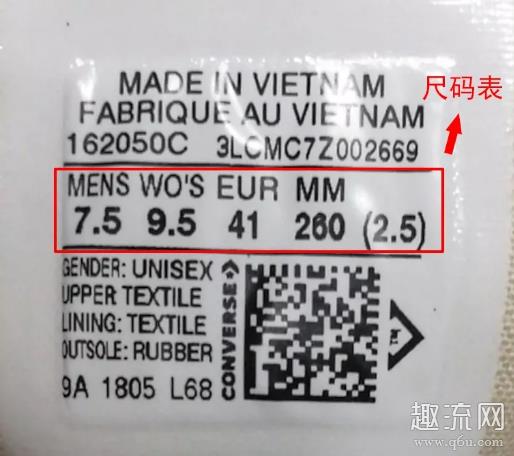 MADE IN VIETNAM
FABRIQUE AU VIETNAM
尺码表
162050C 3LCMC7Z002669
MENS WO'S EUR MM
7.5 9.5 41 260 (2.5)
GENDER: UNISEX
UPPER TEXTILE
LINING: TEXTILE
OUTSOLE: RUBBER
CONVERSE
9A 1805 L68
趣流网
www.q6u.com